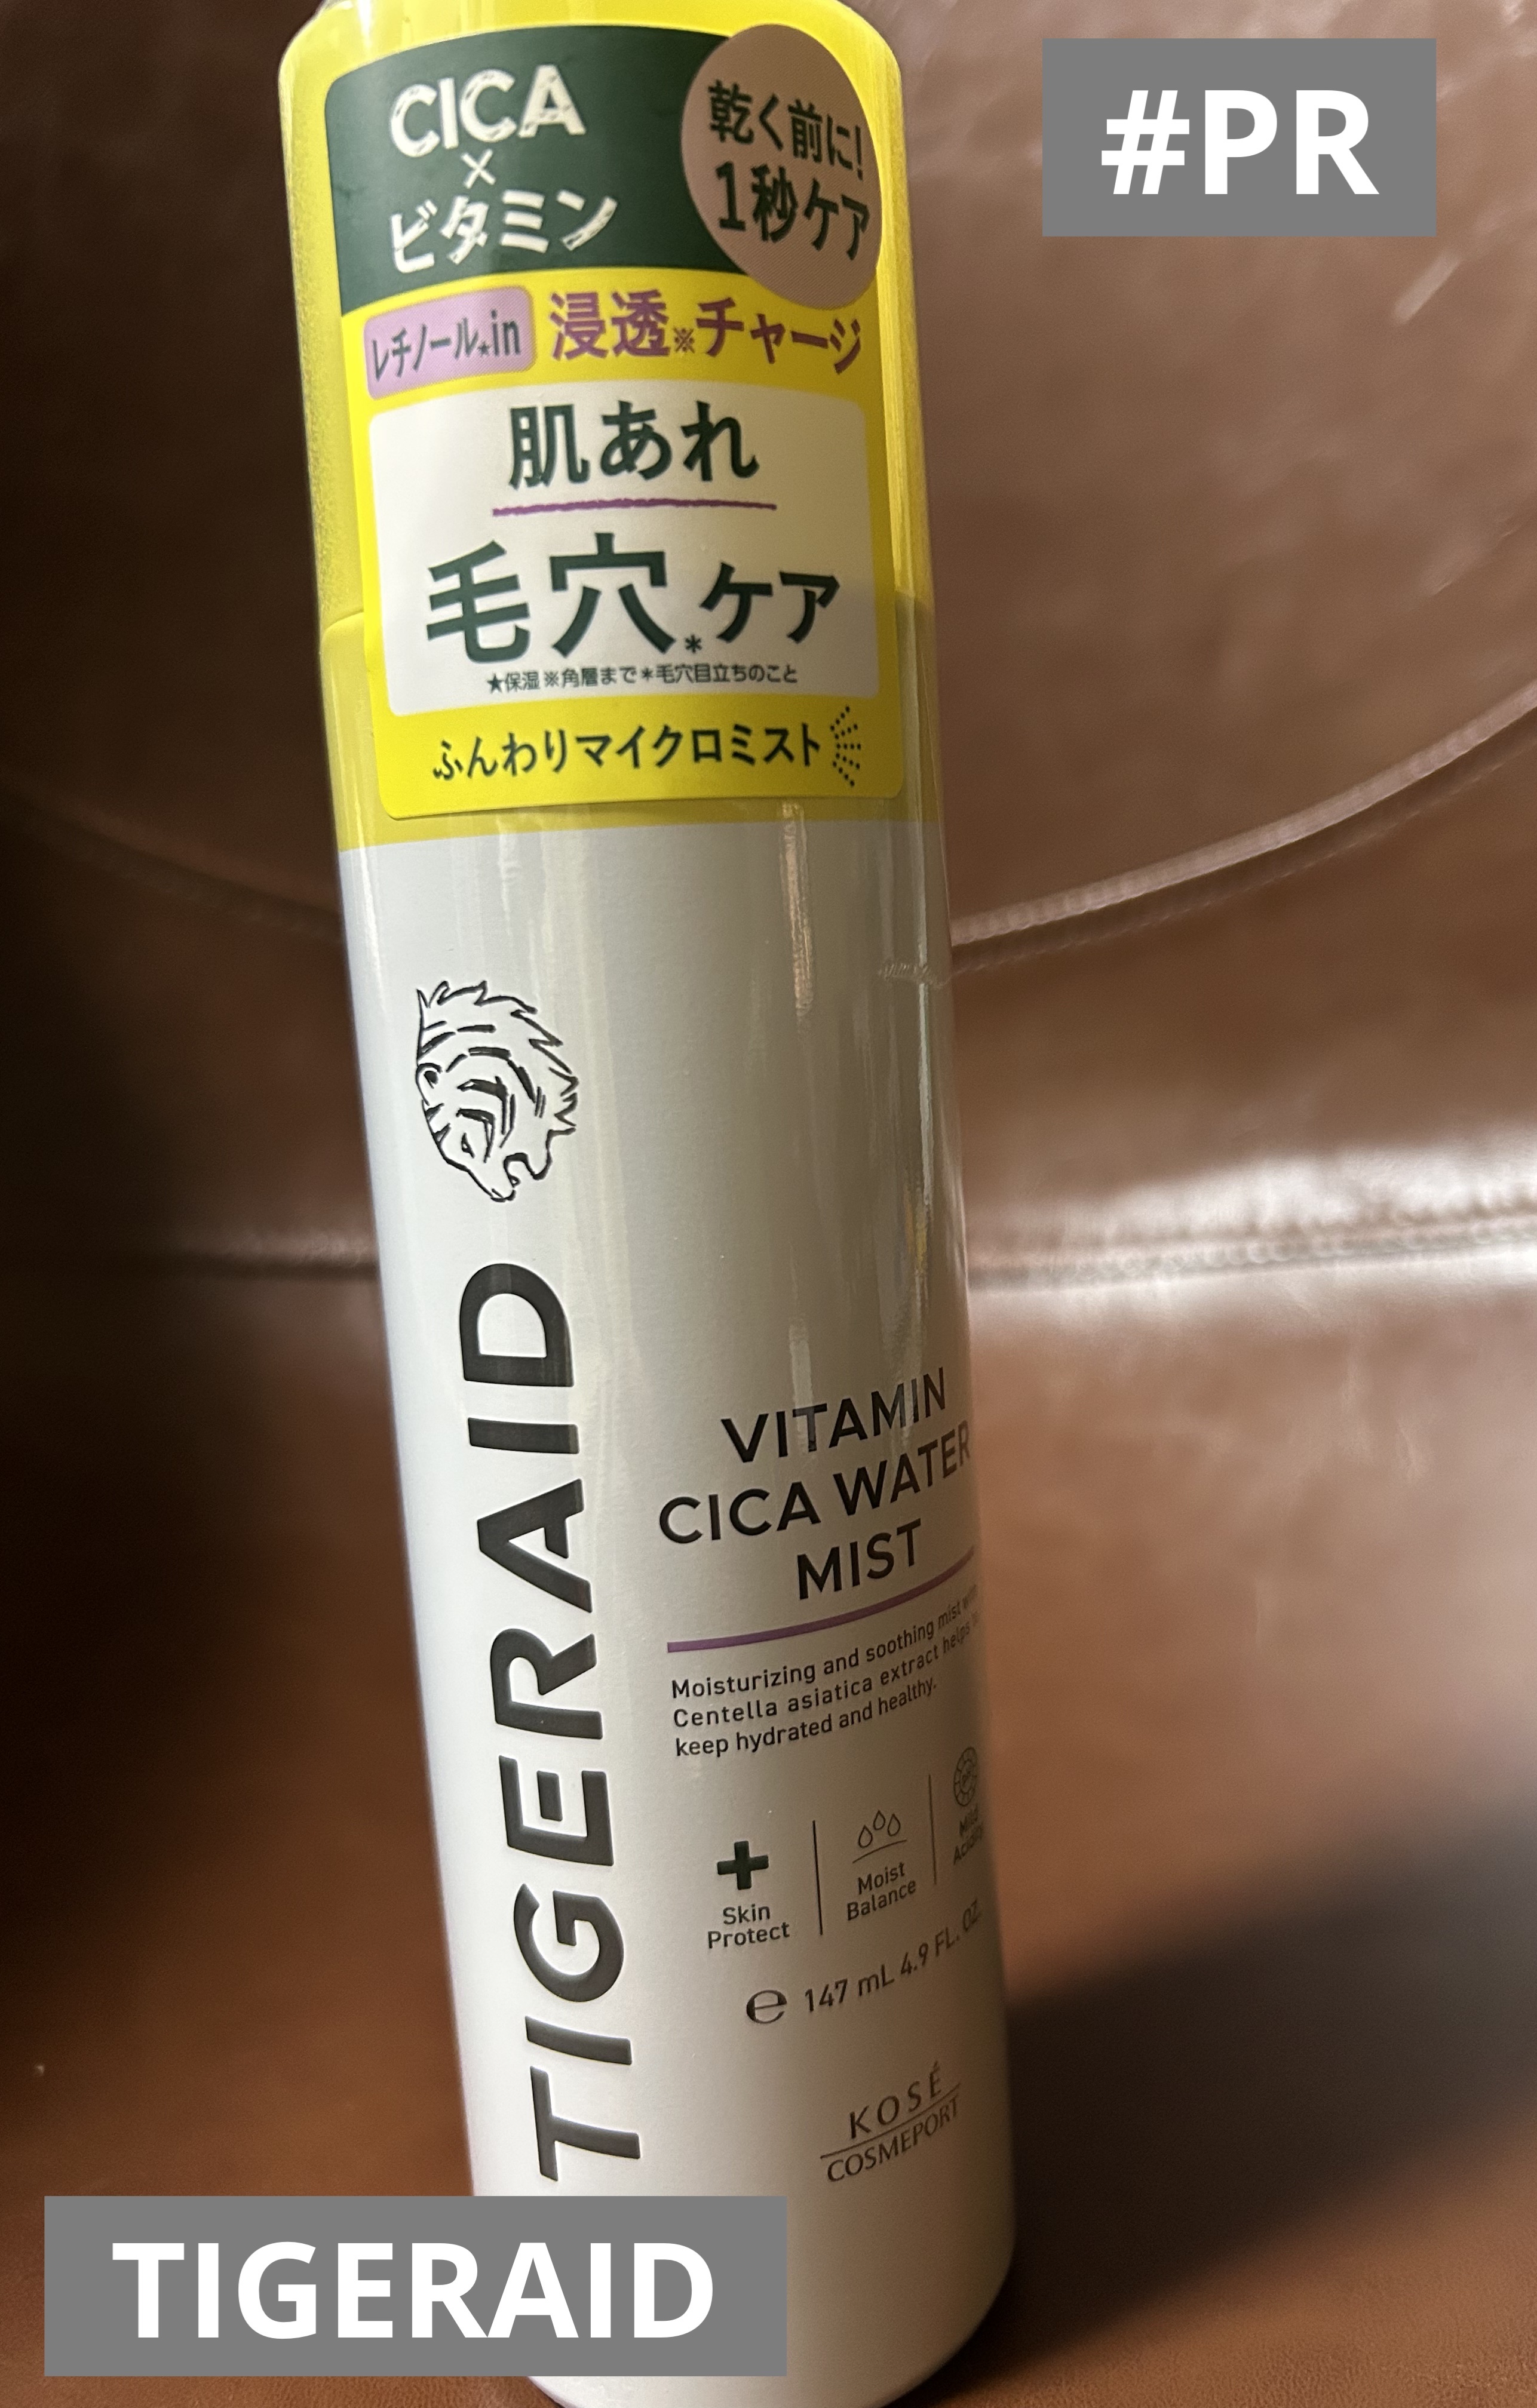 #PR
CICA
×
ビタミン
乾く前に!
1秒ケア
レチノール★in 浸透※チャージ
肌あれ
毛穴*ケア
★保湿 ※角層まで *毛穴目立ちのこと
ふんわりマイクロミスト
TIGERAID
VITAMIN
CICA WATER
MIST
Moisturizing and soothing mist with
Centella asiatica extract helps
keep hydrated and healthy.
Skin
Protect
Moist
Balance
Mild
℮ 147 mL 4.9 FL. OZ.
KOSÉ
COSMEPORT
TIGERAID